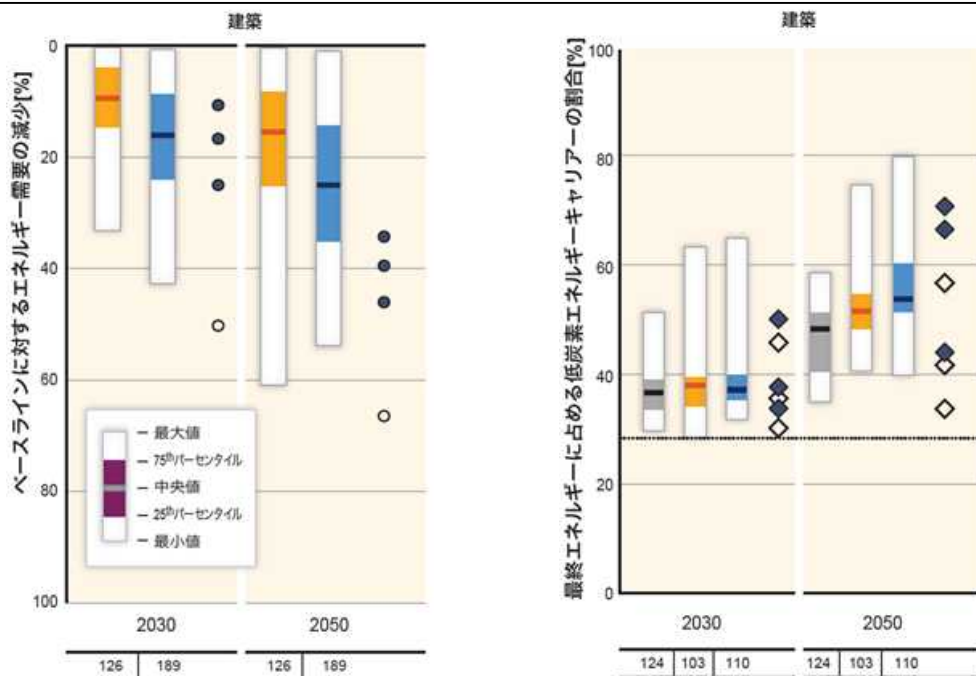 建築
ベースラインに対するエネルギー需要の減少[%]
0
20
40
60
80
100
最大値
75thパーセンタイル
中央値
25thパーセンタイル
最小値
2030
2050
126
189
126
189
建築
最終エネルギーに占める低炭素エネルギーキャリアーの割合[%]
100
80
60
40
20
0
2030
2050
124
103
110
124
103
110